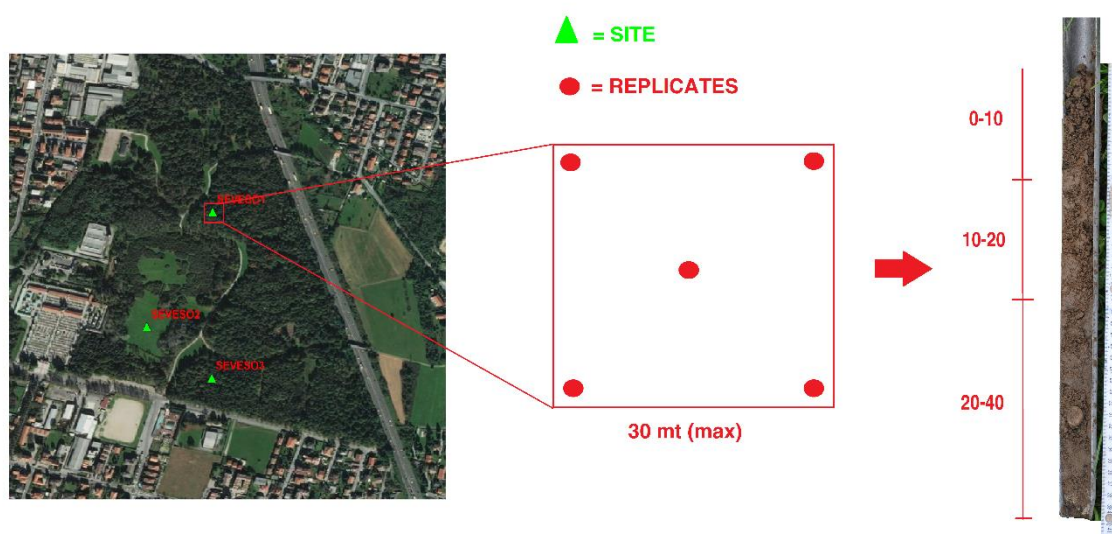 = SITE
= REPLICATES
SEVESO1
SEVESO2
SEVESO3
30 mt (max)
0-10
10-20
20-40